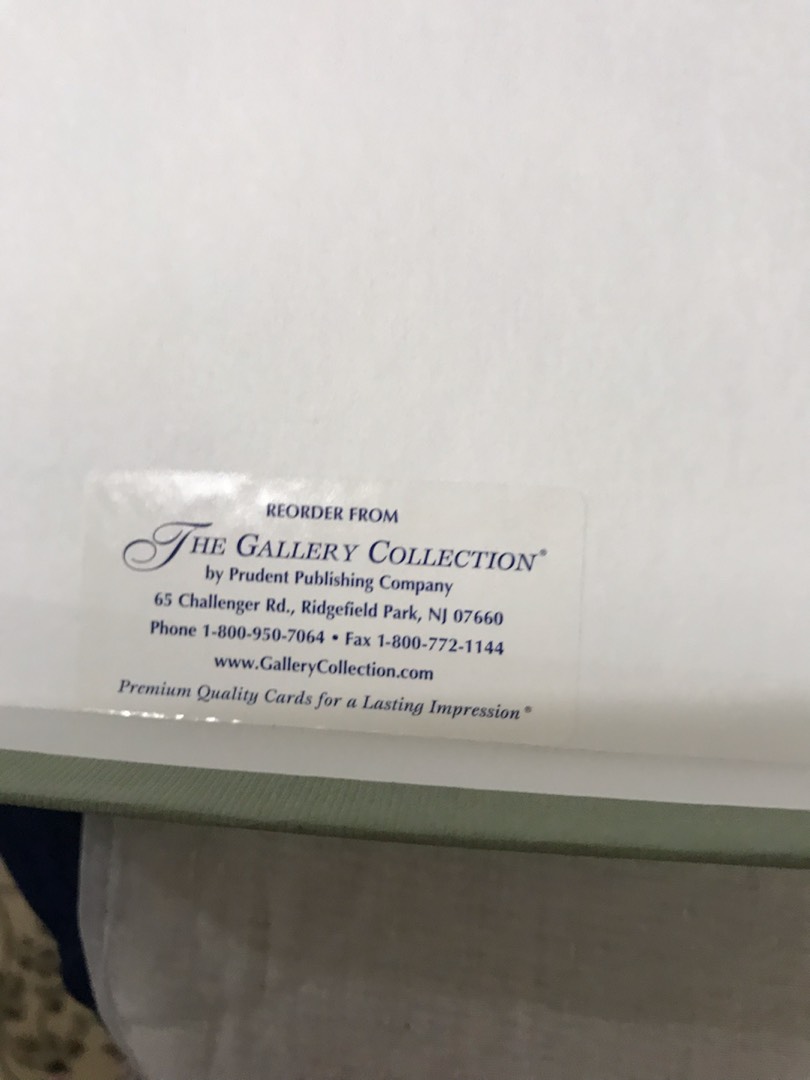 REORDER FROM
THE GALLERY COLLECTION®
by Prudent Publishing Company
65 Challenger Rd., Ridgefield Park, NJ 07660
Phone 1-800-950-7064 • Fax 1-800-772-1144
www.GalleryCollection.com
Premium Quality Cards for a Lasting Impression®